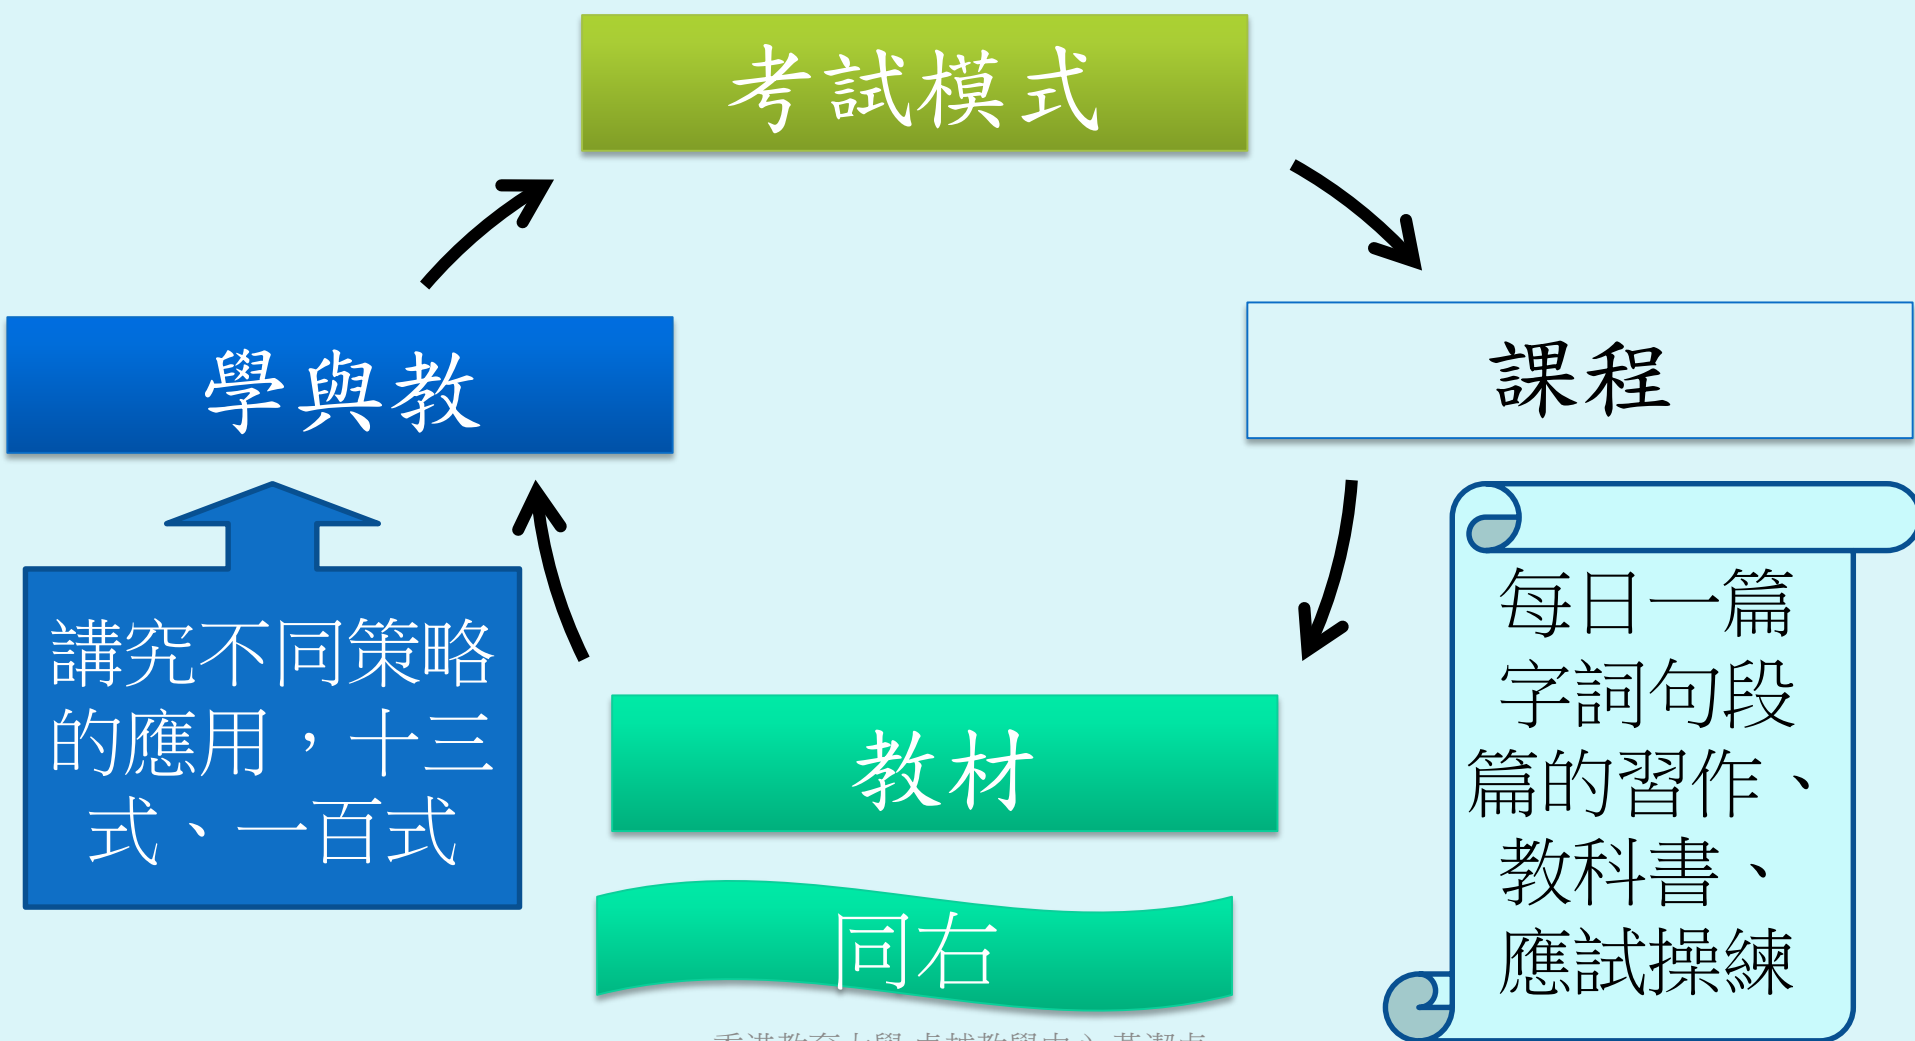 考試模式
學與教
課程
講究不同策略
的應用，十三
式、一百式
教材
同右
每日一篇
字詞句段
篇的習作、
教科書、
應試操練